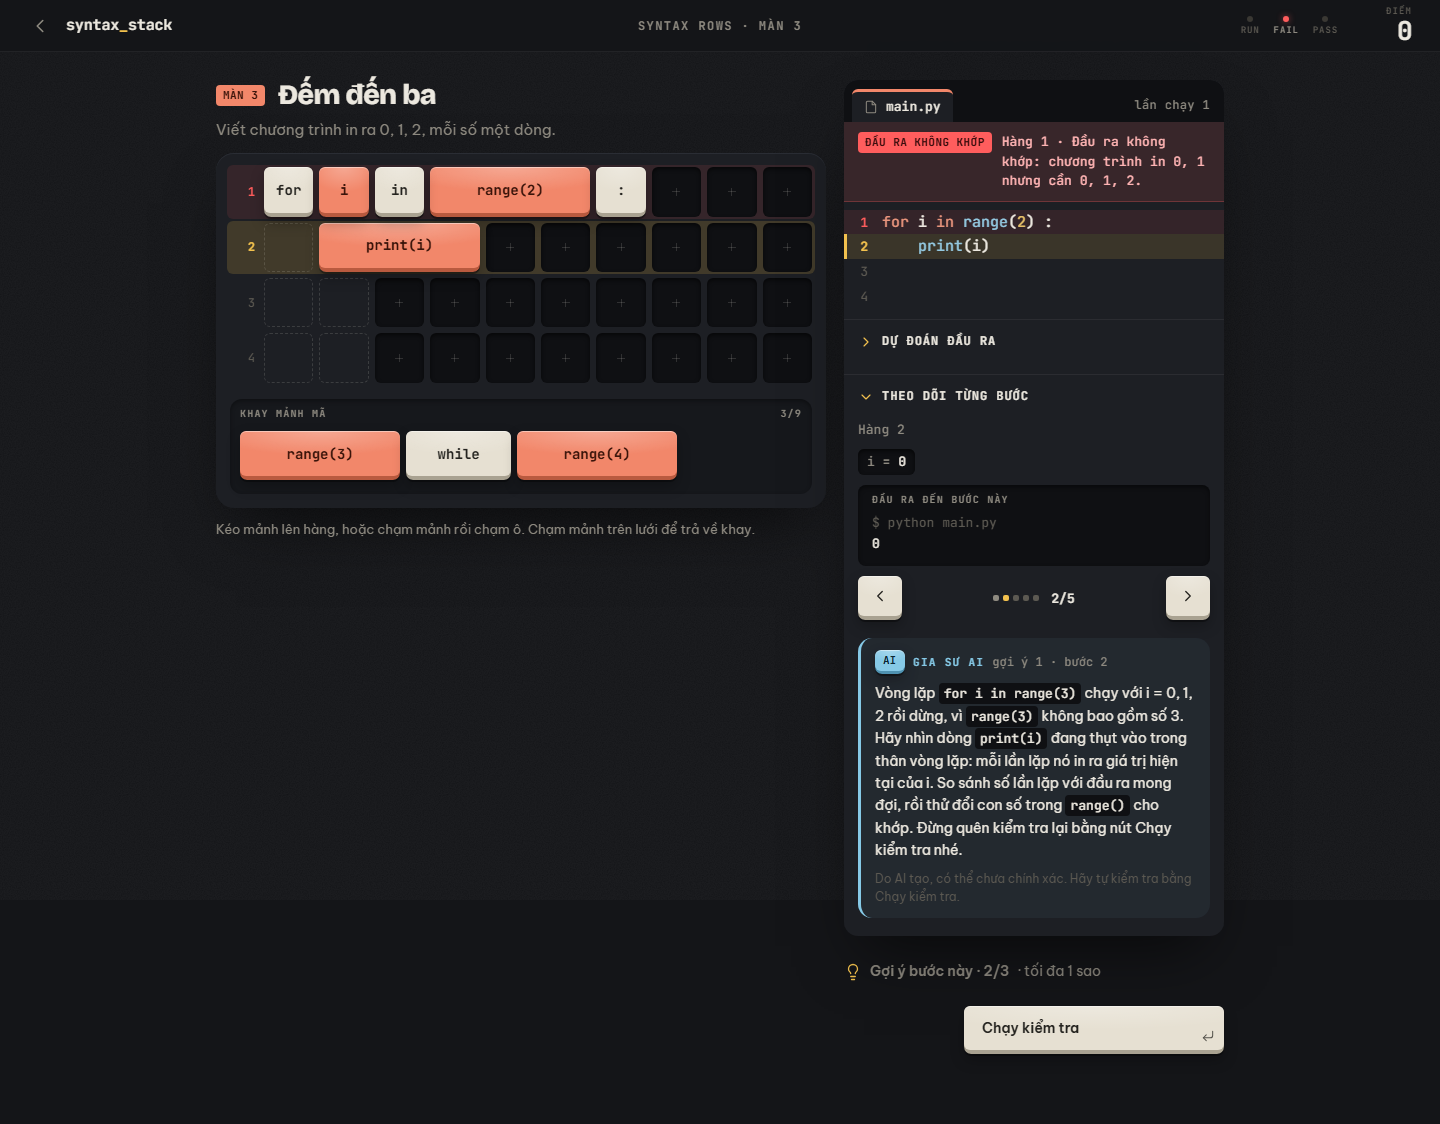 syntax_stack
SYNTAX ROWS · MÀN 3
RUN FAIL PASS
ĐIỂM
0
MÀN 3 Đếm đến ba
Viết chương trình in ra 0, 1, 2, mỗi số một dòng.
1 for i in range(2) : + + +
2 print(i) + + + + + +
3 + + + + + + + +
4 + + + + + + + +
KHAY MẢNH MÃ 3/9
range(3) while range(4)
Kéo mảnh lên hàng, hoặc chạm mảnh rồi chạm ô. Chạm mảnh trên lưới để trả về khay.
main.py lần chạy 1
ĐẦU RA KHÔNG KHỚP Hàng 1 · Đầu ra không
khớp: chương trình in 0, 1
nhưng cần 0, 1, 2.
1 for i in range(2) :
2 print(i)
3
4
DỰ ĐOÁN ĐẦU RA
THEO DÕI TỪNG BƯỚC
Hàng 2
i = 0
ĐẦU RA ĐẾN BƯỚC NÀY
$ python main.py
0
2/5
AI GIA SƯ AI gợi ý 1 · bước 2
Vòng lặp for i in range(3) chạy với i = 0, 1,
2 rồi dừng, vì range(3) không bao gồm số 3.
Hãy nhìn dòng print(i) đang thụt vào trong
thân vòng lặp: mỗi lần lặp nó in ra giá trị hiện
tại của i. So sánh số lần lặp với đầu ra mong
đợi, rồi thử đổi con số trong range() cho
khớp. Đừng quên kiểm tra lại bằng nút Chạy
kiểm tra nhé.
Do AI tạo, có thể chưa chính xác. Hãy tự kiểm tra bằng
Chạy kiểm tra.
Gợi ý bước này · 2/3 · tối đa 1 sao
Chạy kiểm tra